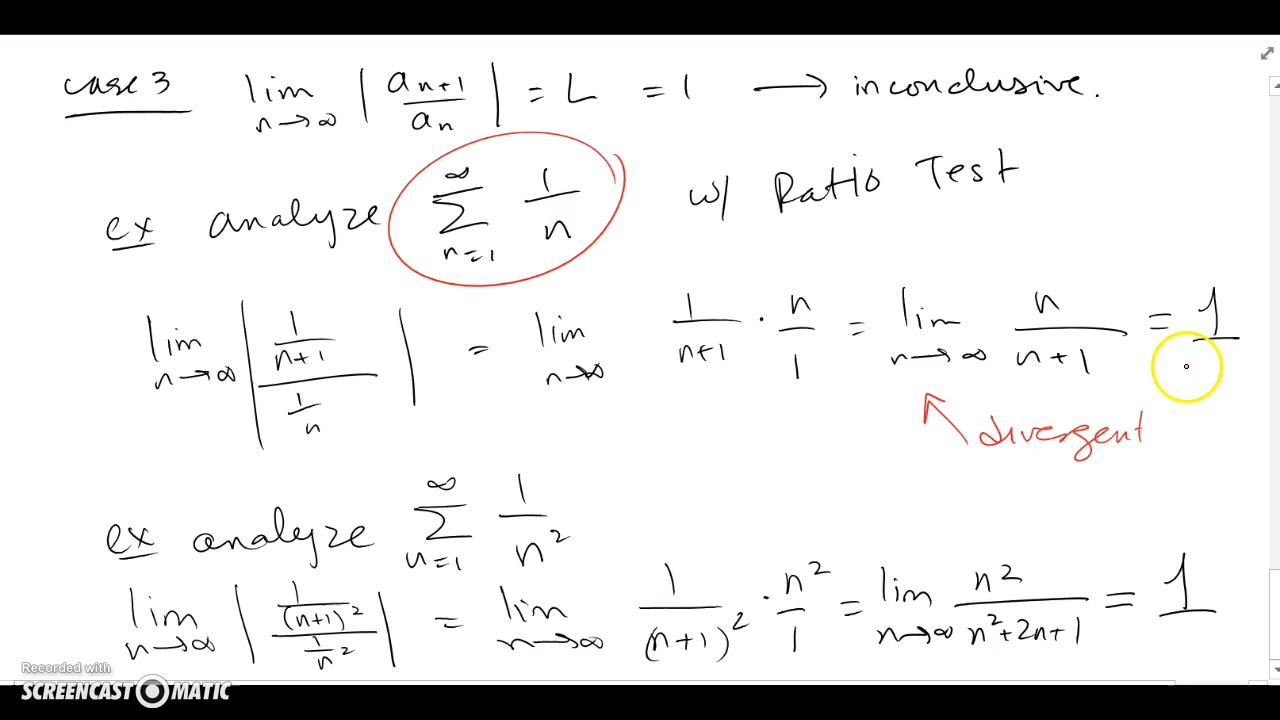 case 3 lim n→∞ | a_{n+1} / a_n | = L = 1 → inconclusive.
ex analyze ∑_{n=1}^{∞} 1/n w/ Ratio Test
lim n→∞ | (1/(n+1)) / (1/n) | = lim n→∞ 1/(n+1) · n/1 = lim n→∞ n/(n+1) = 1
divergent
ex analyze ∑_{n=1}^{∞} 1/n²
lim n→∞ | (1/(n+1)²) / (1/n²) | = lim n→∞ 1/(n+1)² · n²/1 = lim n→∞ n²/(n²+2n+1) = 1
Recorded with
SCREENCAST MATIC